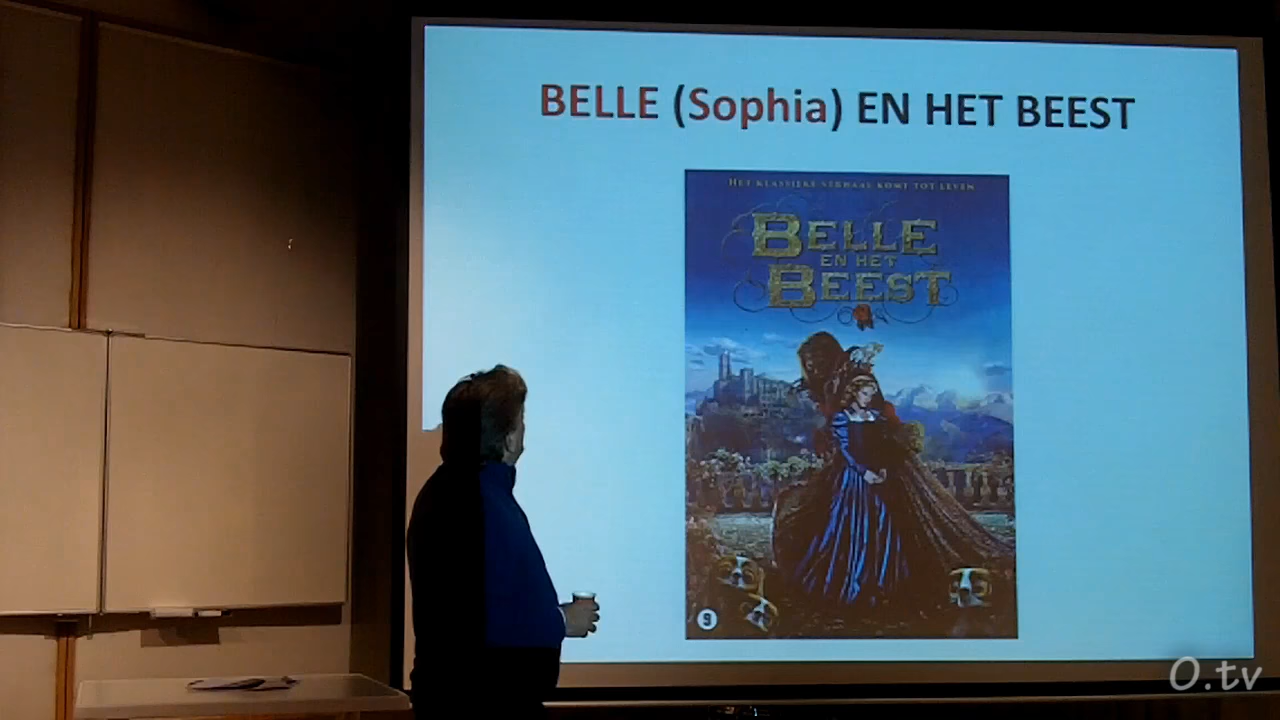 BELLE (Sophia) EN HET BEEST
HET KLASSIEKE VERHAAL KOMT TOT LEVEN
BELLE
EN HET
BEEST
9
O.tv